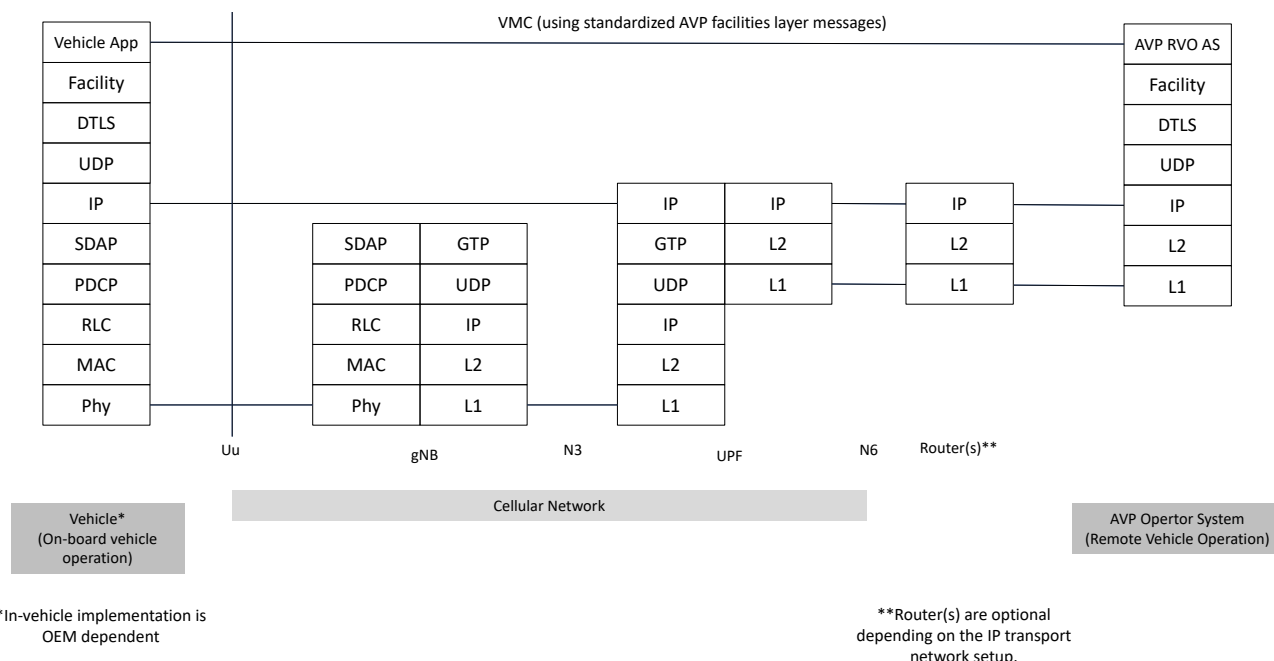 VMC (using standardized AVP facilities layer messages)
Vehicle App
Facility
DTLS
UDP
IP
SDAP
PDCP
RLC
MAC
Phy
SDAP
PDCP
RLC
MAC
Phy
GTP
UDP
IP
L2
L1
IP
GTP
UDP
IP
L2
L1
IP
L2
L1
IP
L2
L1
AVP RVO AS
Facility
DTLS
UDP
IP
L2
L1
Uu
gNB
N3
UPF
N6
Router(s)**
Cellular Network
Vehicle*
(On-board vehicle
operation)
AVP Opertor System
(Remote Vehicle Operation)
*In-vehicle implementation is
OEM dependent
**Router(s) are optional
depending on the IP transport
network setup.